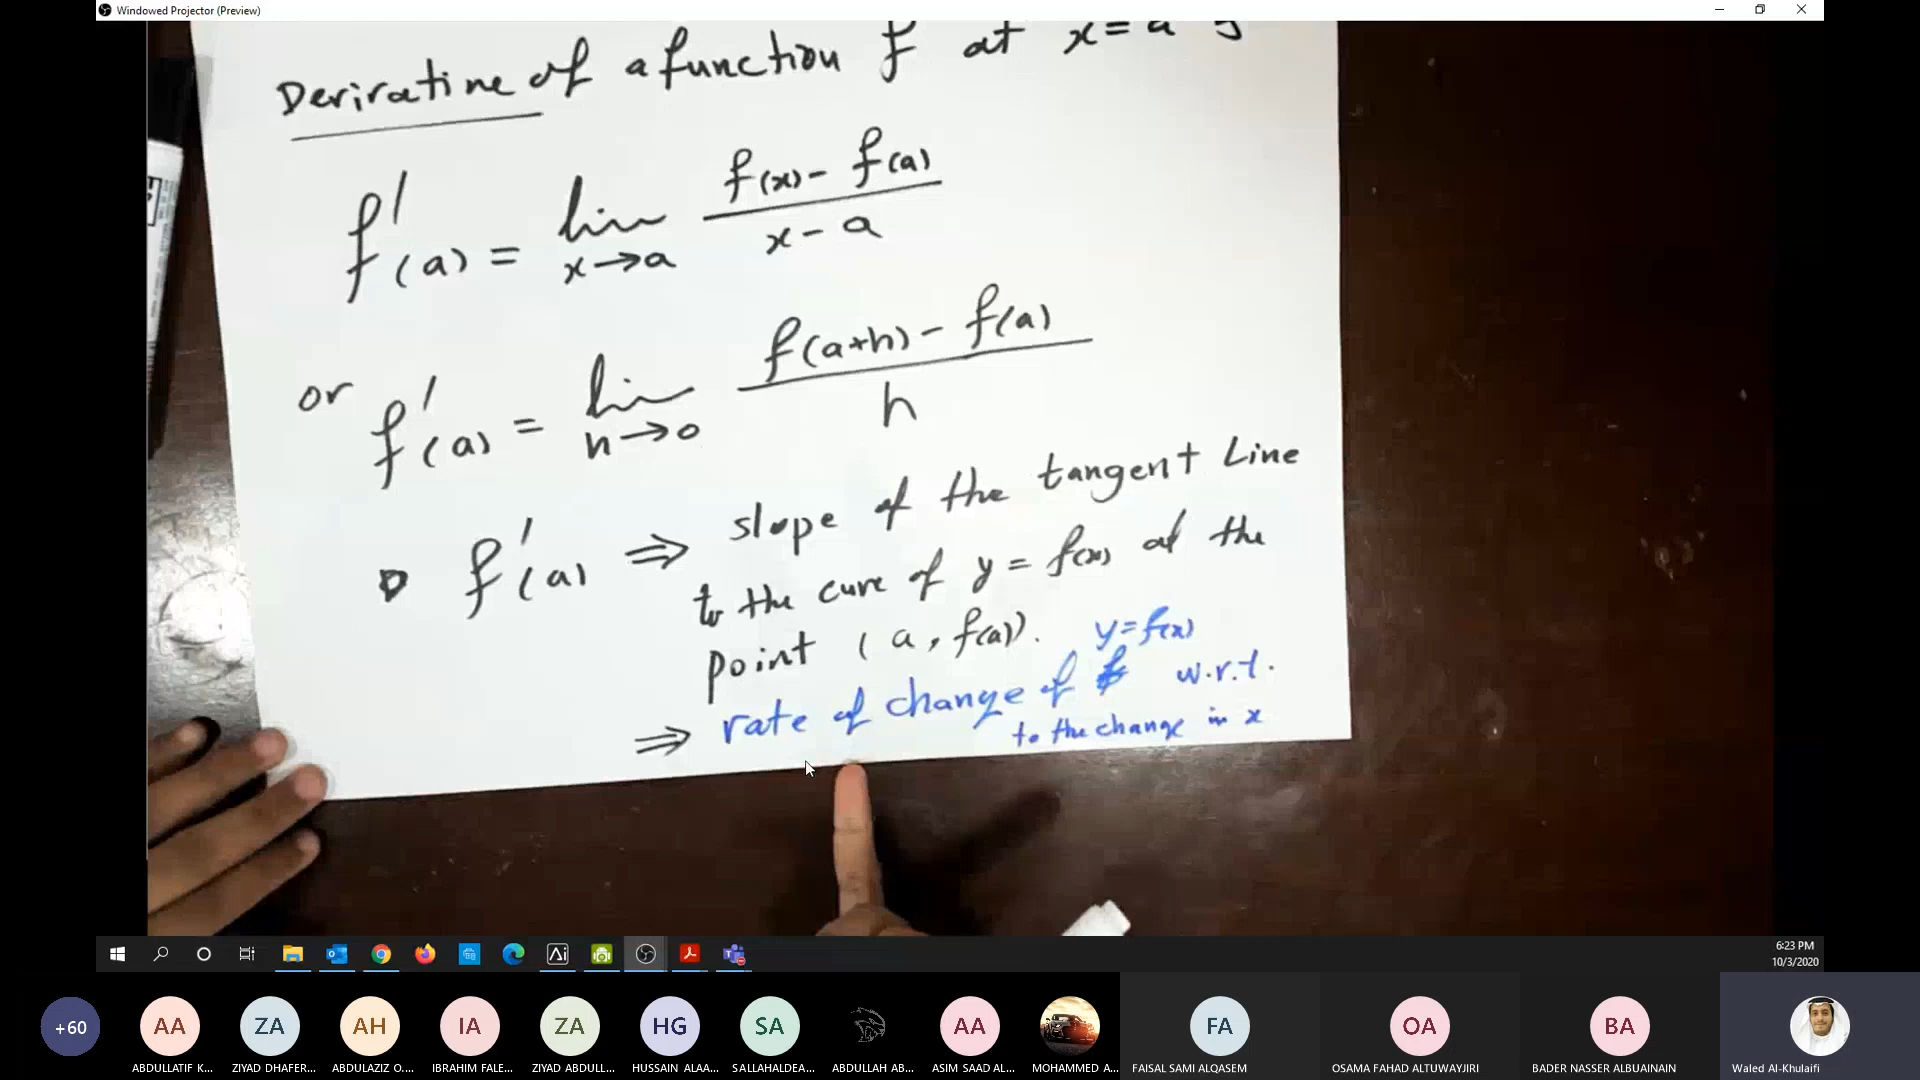 Windowed Projector (Preview)
Derivative of a function f at x=a
f'(a) = lim x→a f(x) - f(a) / x - a
or f'(a) = lim h→0 f(a+h) - f(a) / h
f'(a) ⇒ slope of the tangent Line
to the curve of y = f(x) at the
point (a, f(a)).
y=f(x)
⇒ rate of change of w.r.t.
to the change in x
6:23 PM
10/3/2020
+60
AA
ZA
AH
IA
ZA
HG
SA
AA
FA
OA
BA
ABDULLATIF K...
ZIYAD DHAFER...
ABDULAZIZ O....
IBRAHIM FALE...
ZIYAD ABDULL...
HUSSAIN ALAA...
SALLAHALDEA...
ABDULLAH AB...
ASIM SAAD AL...
MOHAMMED A...
FAISAL SAMI ALQASEM
OSAMA FAHAD ALTUWAYJIRI
BADER NASSER ALBUAINAIN
Waled Al-Khulaifi